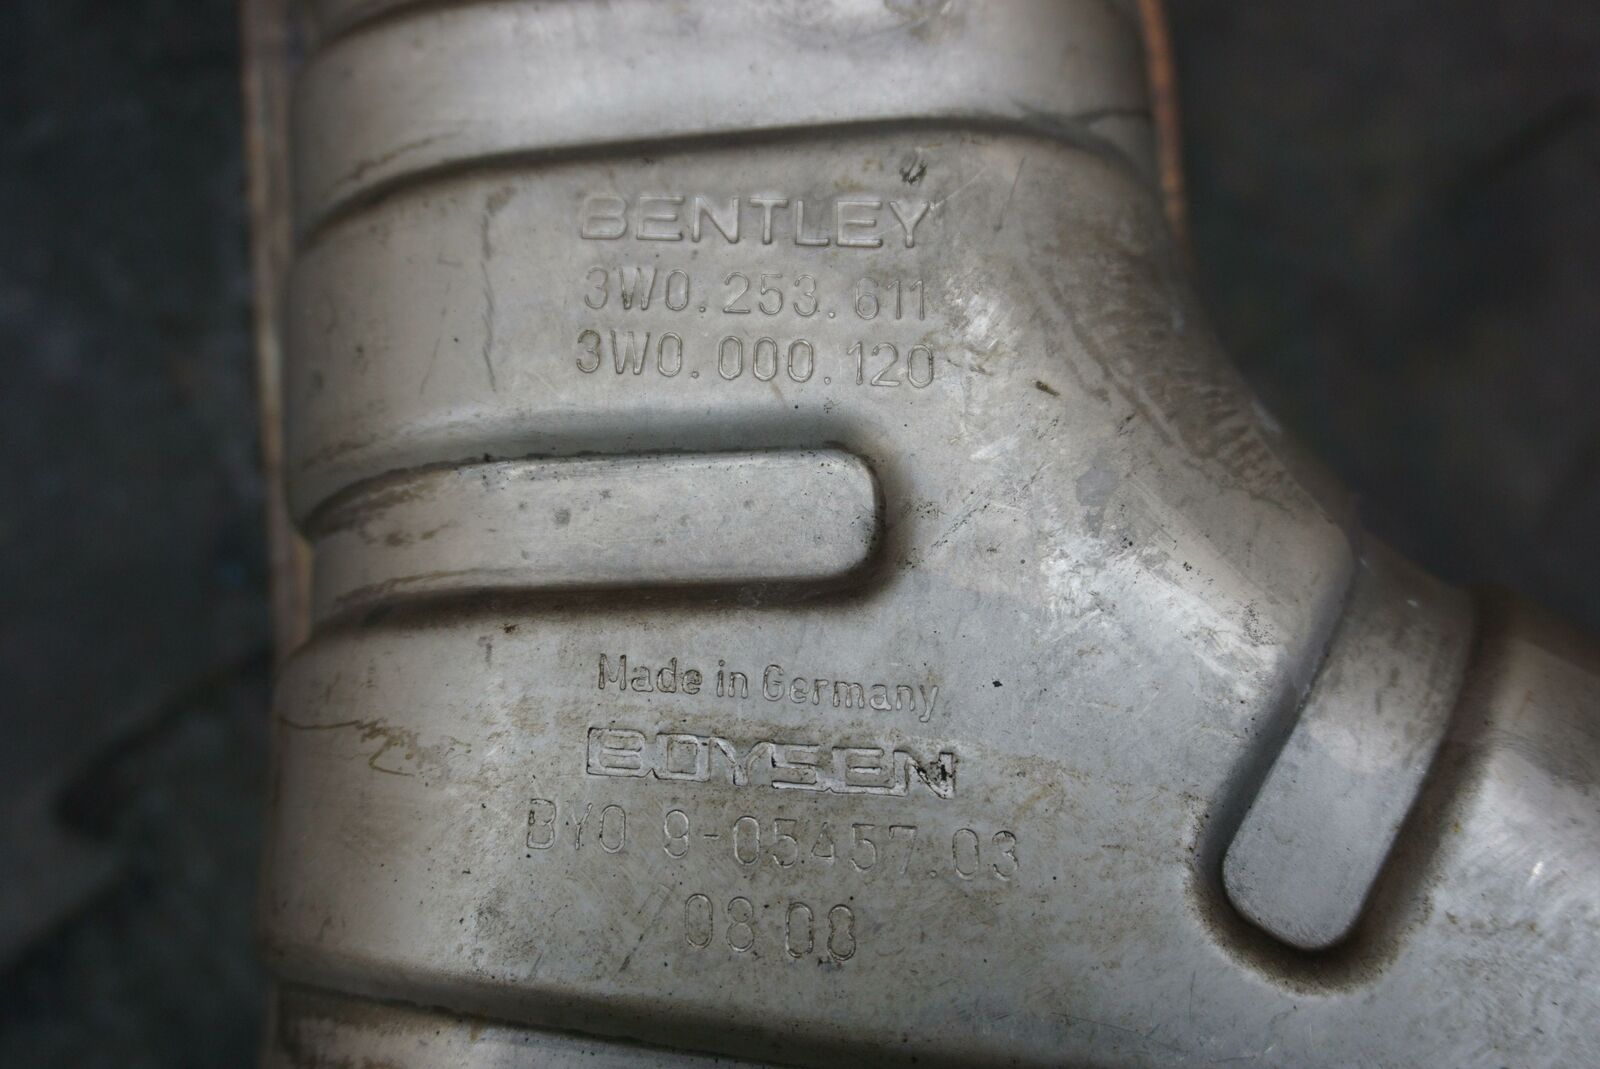 BENTLEY
3W0.253.611
3W0.000.120
Made in Germany
BOYSEN
BY0 9-05457.03
08 08